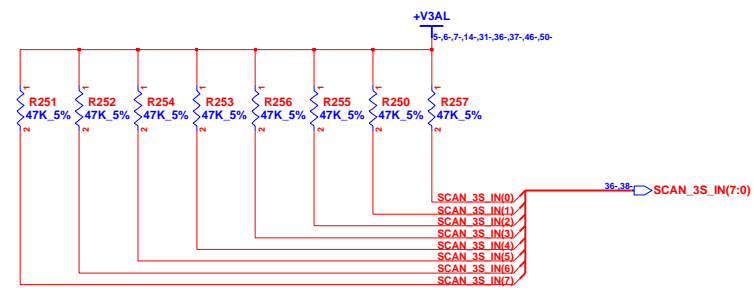 +V3AL
5-,6-,7-,14-,31-,36-,37-,46-,50-
1 1 1 1 1 1 1 1
R251 R252 R254 R253 R256 R255 R250 R257
47K_5% 47K_5% 47K_5% 47K_5% 47K_5% 47K_5% 47K_5% 47K_5%
2 2 2 2 2 2 2 2
36-,38- SCAN_3S_IN(7:0)
SCAN_3S_IN(0)
SCAN_3S_IN(1)
SCAN_3S_IN(2)
SCAN_3S_IN(3)
SCAN_3S_IN(4)
SCAN_3S_IN(5)
SCAN_3S_IN(6)
SCAN_3S_IN(7)